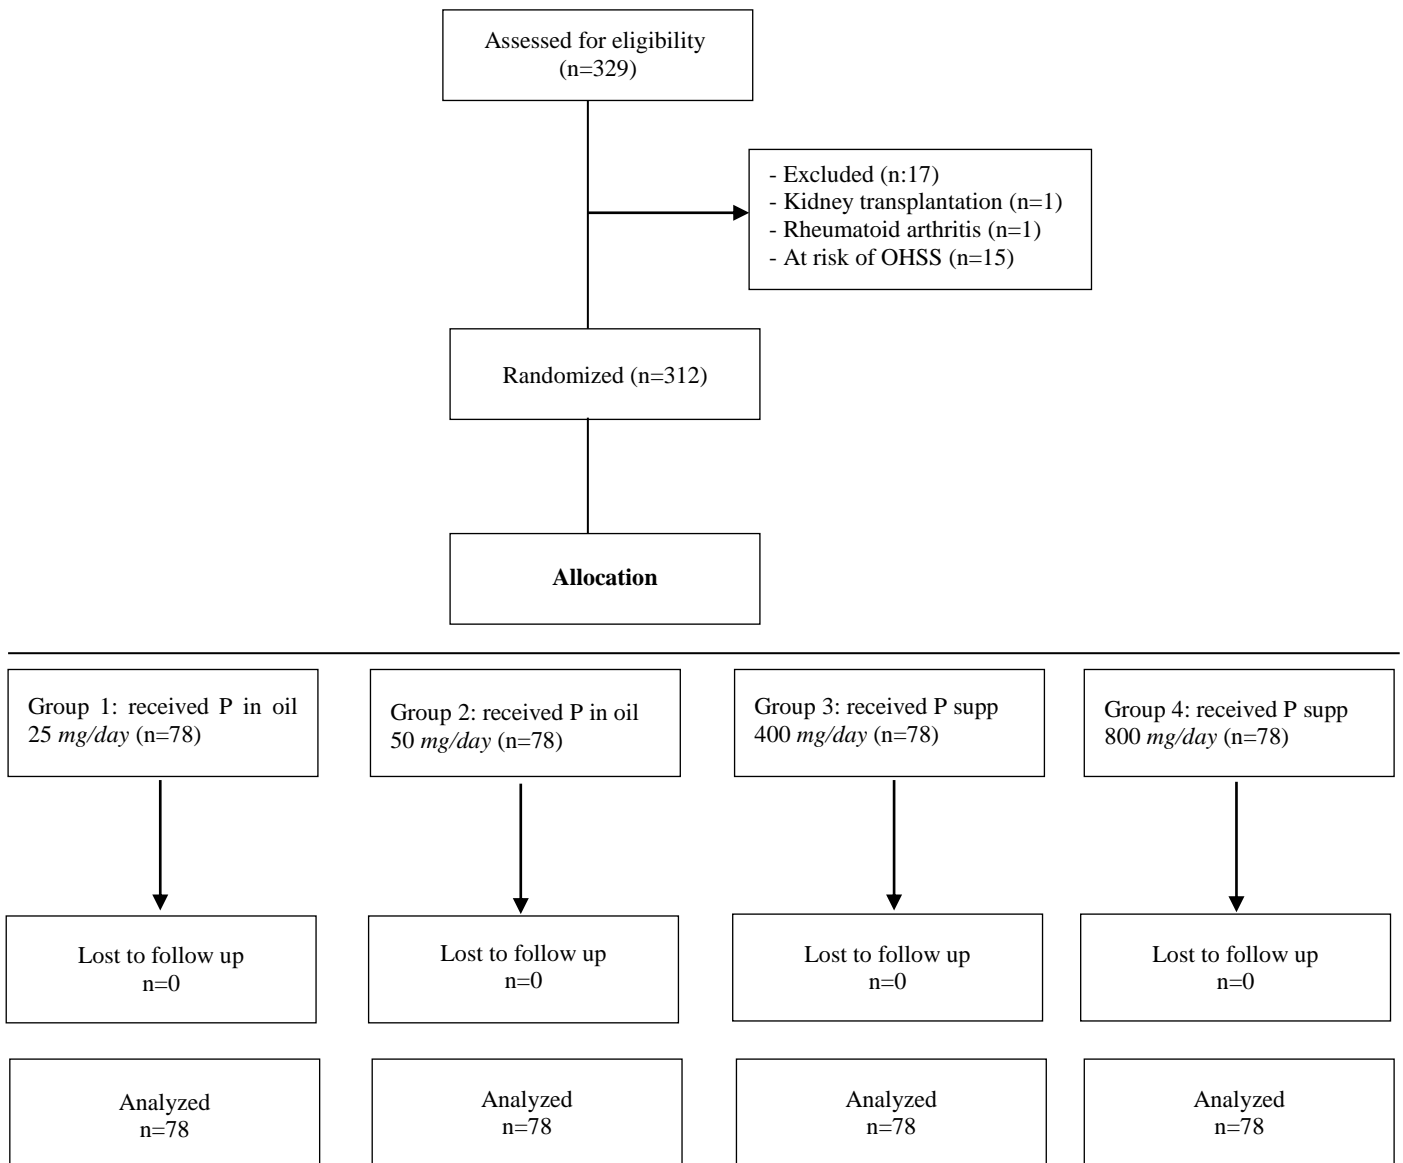 Assessed for eligibility
(n=329)
- Excluded (n:17)
- Kidney transplantation (n=1)
- Rheumatoid arthritis (n=1)
- At risk of OHSS (n=15)
Randomized (n=312)
Allocation
Group 1: received P in oil
25 mg/day (n=78)
Group 2: received P in oil
50 mg/day (n=78)
Group 3: received P supp
400 mg/day (n=78)
Group 4: received P supp
800 mg/day (n=78)
Lost to follow up
n=0
Lost to follow up
n=0
Lost to follow up
n=0
Lost to follow up
n=0
Analyzed
n=78
Analyzed
n=78
Analyzed
n=78
Analyzed
n=78